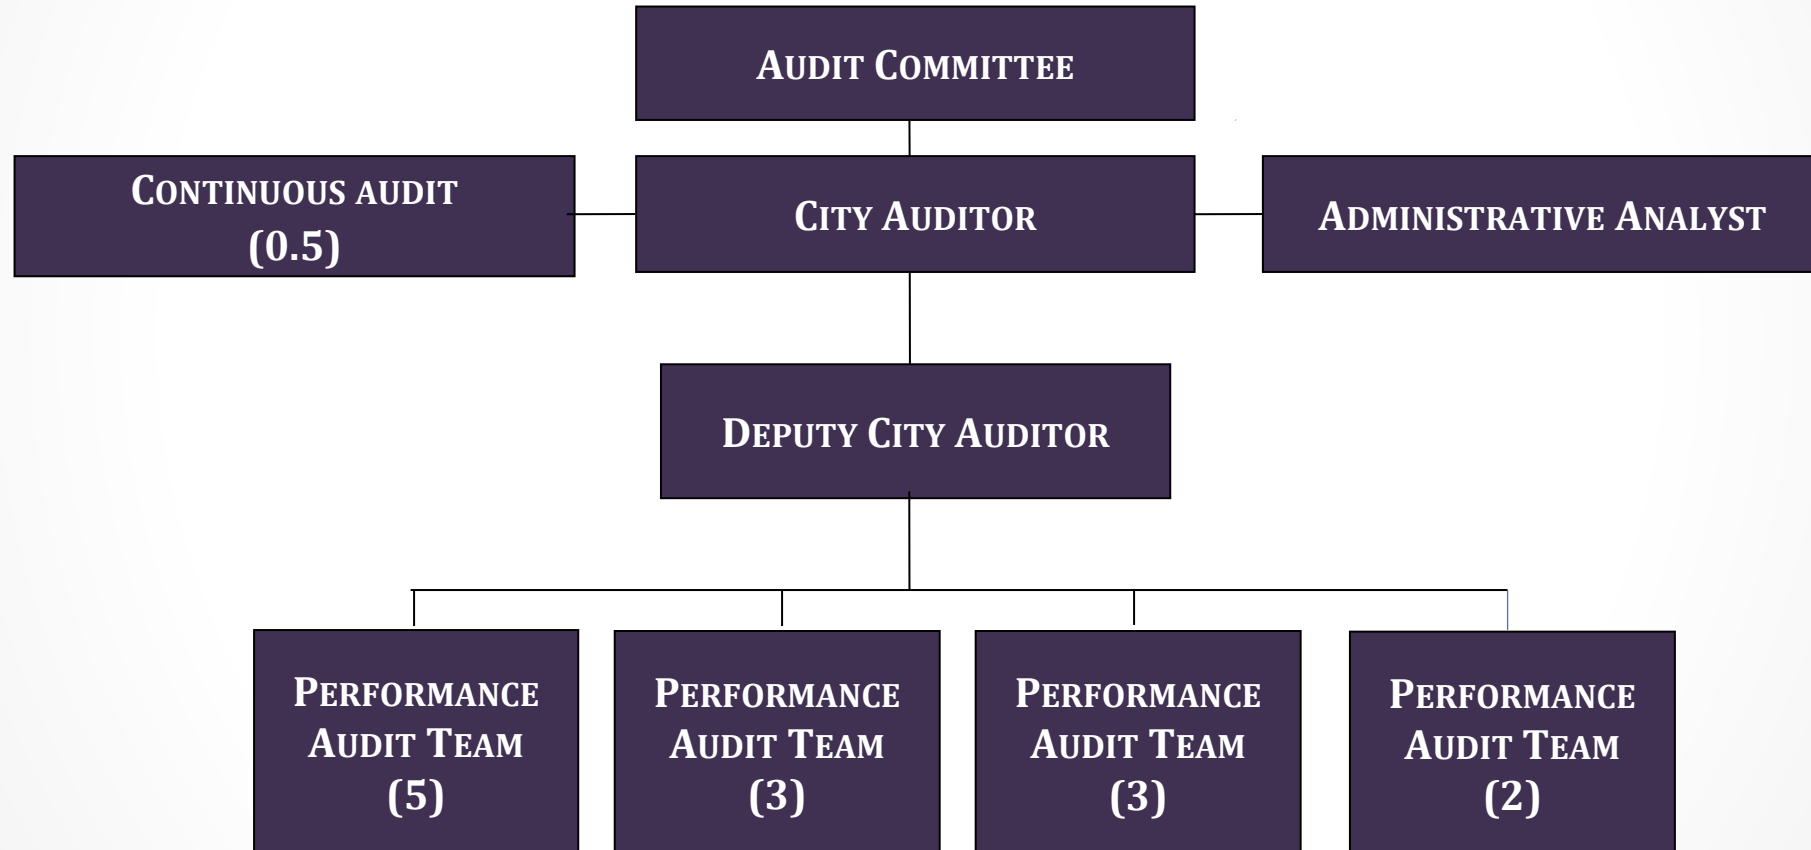 AUDIT COMMITTEE
CONTINUOUS AUDIT
(0.5)
CITY AUDITOR
ADMINISTRATIVE ANALYST
DEPUTY CITY AUDITOR
PERFORMANCE
AUDIT TEAM
(5)
PERFORMANCE
AUDIT TEAM
(3)
PERFORMANCE
AUDIT TEAM
(3)
PERFORMANCE
AUDIT TEAM
(2)